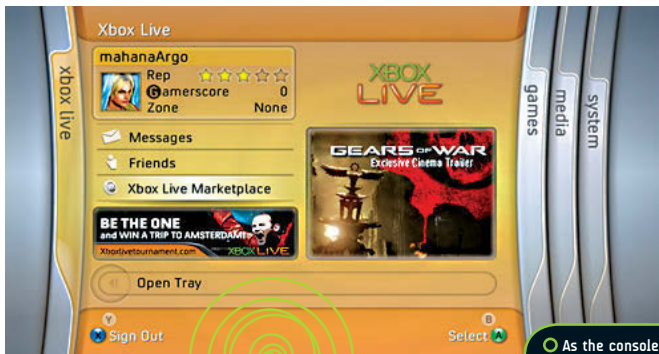 Xbox Live
mahanaArgo
Rep
Gamerscore 0
Zone None
XBOX
LIVE
xbox live
Messages
Friends
Xbox Live Marketplace
GEARS OF WAR
Exclusive Cinema Trailer
BE THE ONE
and WIN A TRIP TO AMSTERDAM!
Xboxlivetournament.com XBOX LIVE
Open Tray
games
media
system
Y
X Sign Out
B
Select A
As the console